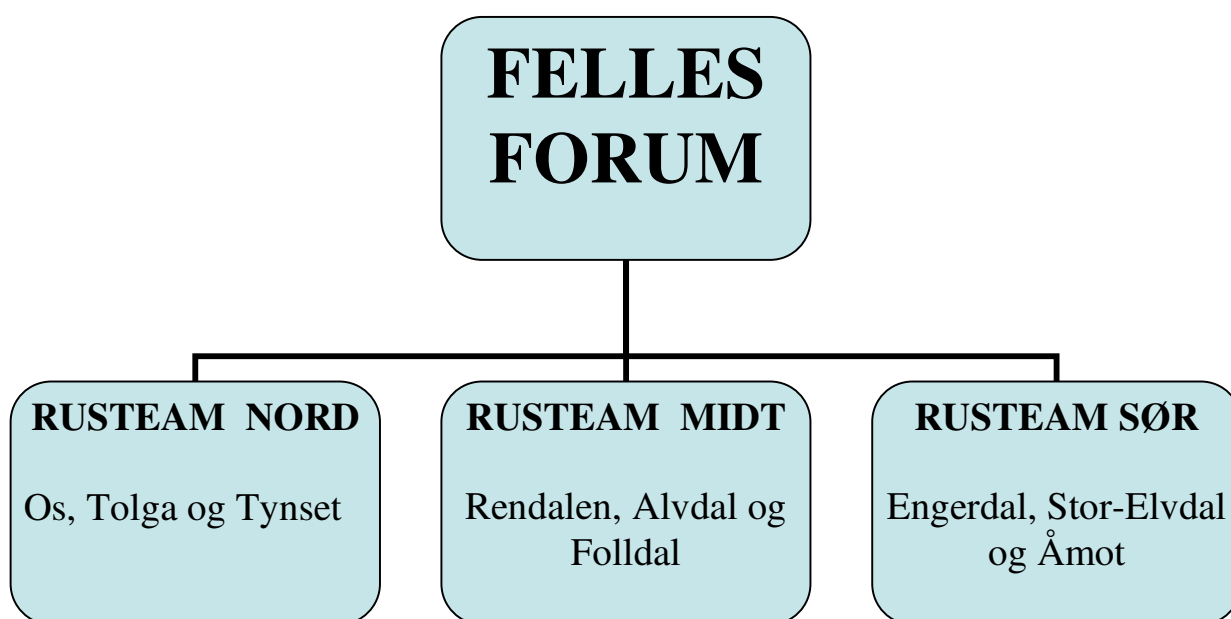 FELLES
FORUM
RUSTEAM NORD
Os, Tolga og Tynset
RUSTEAM MIDT
Rendalen, Alvdal og
Folldal
RUSTEAM SØR
Engerdal, Stor-Elvdal
og Åmot